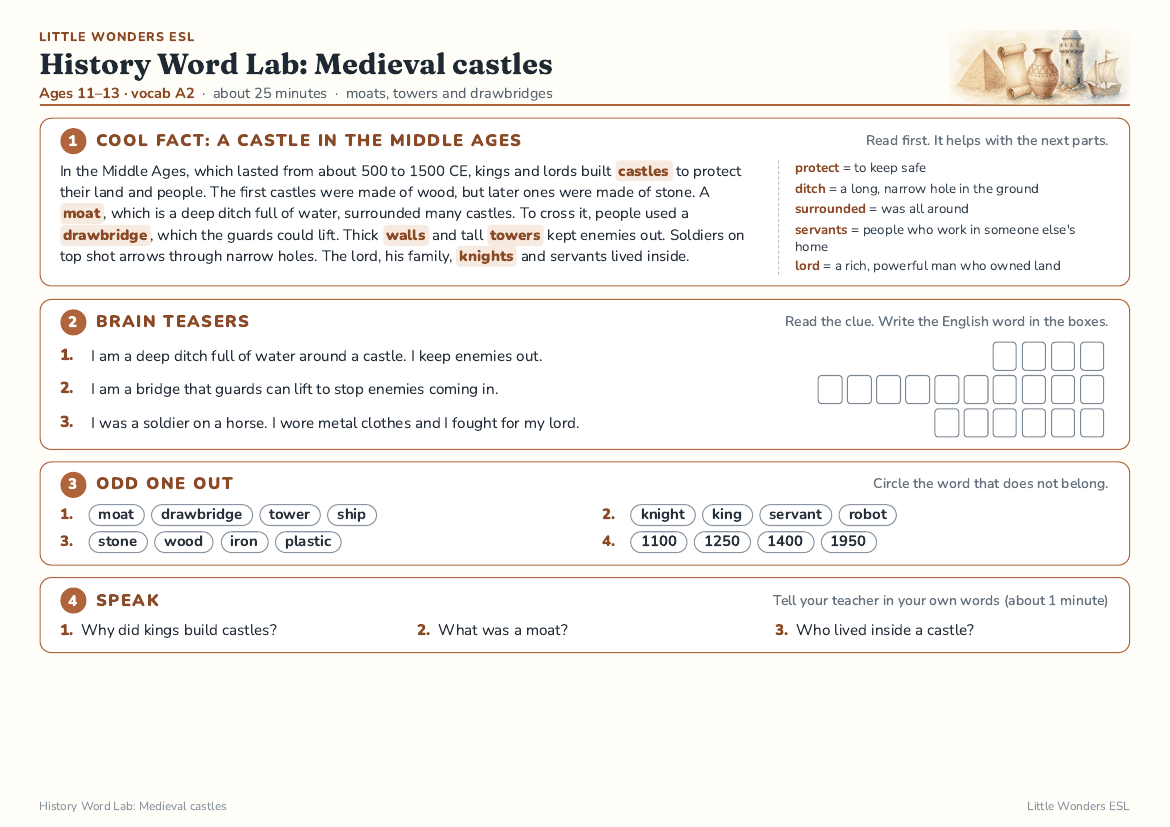 LITTLE WONDERS ESL
History Word Lab: Medieval castles
Ages 11–13 · vocab A2 · about 25 minutes · moats, towers and drawbridges
1 COOL FACT: A CASTLE IN THE MIDDLE AGES
Read first. It helps with the next parts.
In the Middle Ages, which lasted from about 500 to 1500 CE, kings and lords built castles to protect
their land and people. The first castles were made of wood, but later ones were made of stone. A
moat, which is a deep ditch full of water, surrounded many castles. To cross it, people used a
drawbridge, which the guards could lift. Thick walls and tall towers kept enemies out. Soldiers on
top shot arrows through narrow holes. The lord, his family, knights and servants lived inside.
protect = to keep safe
ditch = a long, narrow hole in the ground
surrounded = was all around
servants = people who work in someone else's
home
lord = a rich, powerful man who owned land
2 BRAIN TEASERS
Read the clue. Write the English word in the boxes.
1. I am a deep ditch full of water around a castle. I keep enemies out.
2. I am a bridge that guards can lift to stop enemies coming in.
3. I was a soldier on a horse. I wore metal clothes and I fought for my lord.
3 ODD ONE OUT
Circle the word that does not belong.
1. moat drawbridge tower ship
2. knight king servant robot
3. stone wood iron plastic
4. 1100 1250 1400 1950
4 SPEAK
Tell your teacher in your own words (about 1 minute)
1. Why did kings build castles?
2. What was a moat?
3. Who lived inside a castle?
History Word Lab: Medieval castles
Little Wonders ESL